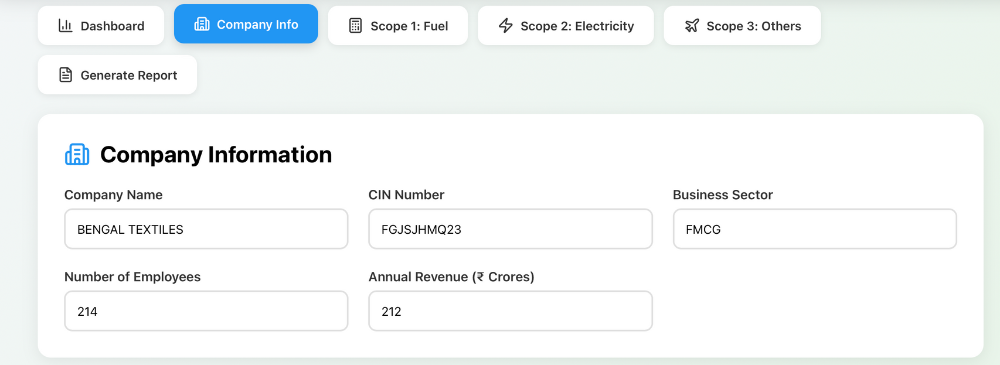 Dashboard
Company Info
Scope 1: Fuel
Scope 2: Electricity
Scope 3: Others
Generate Report
Company Information
Company Name
CIN Number
Business Sector
BENGAL TEXTILES
FGJSJHMQ23
FMCG
Number of Employees
Annual Revenue (₹ Crores)
214
212